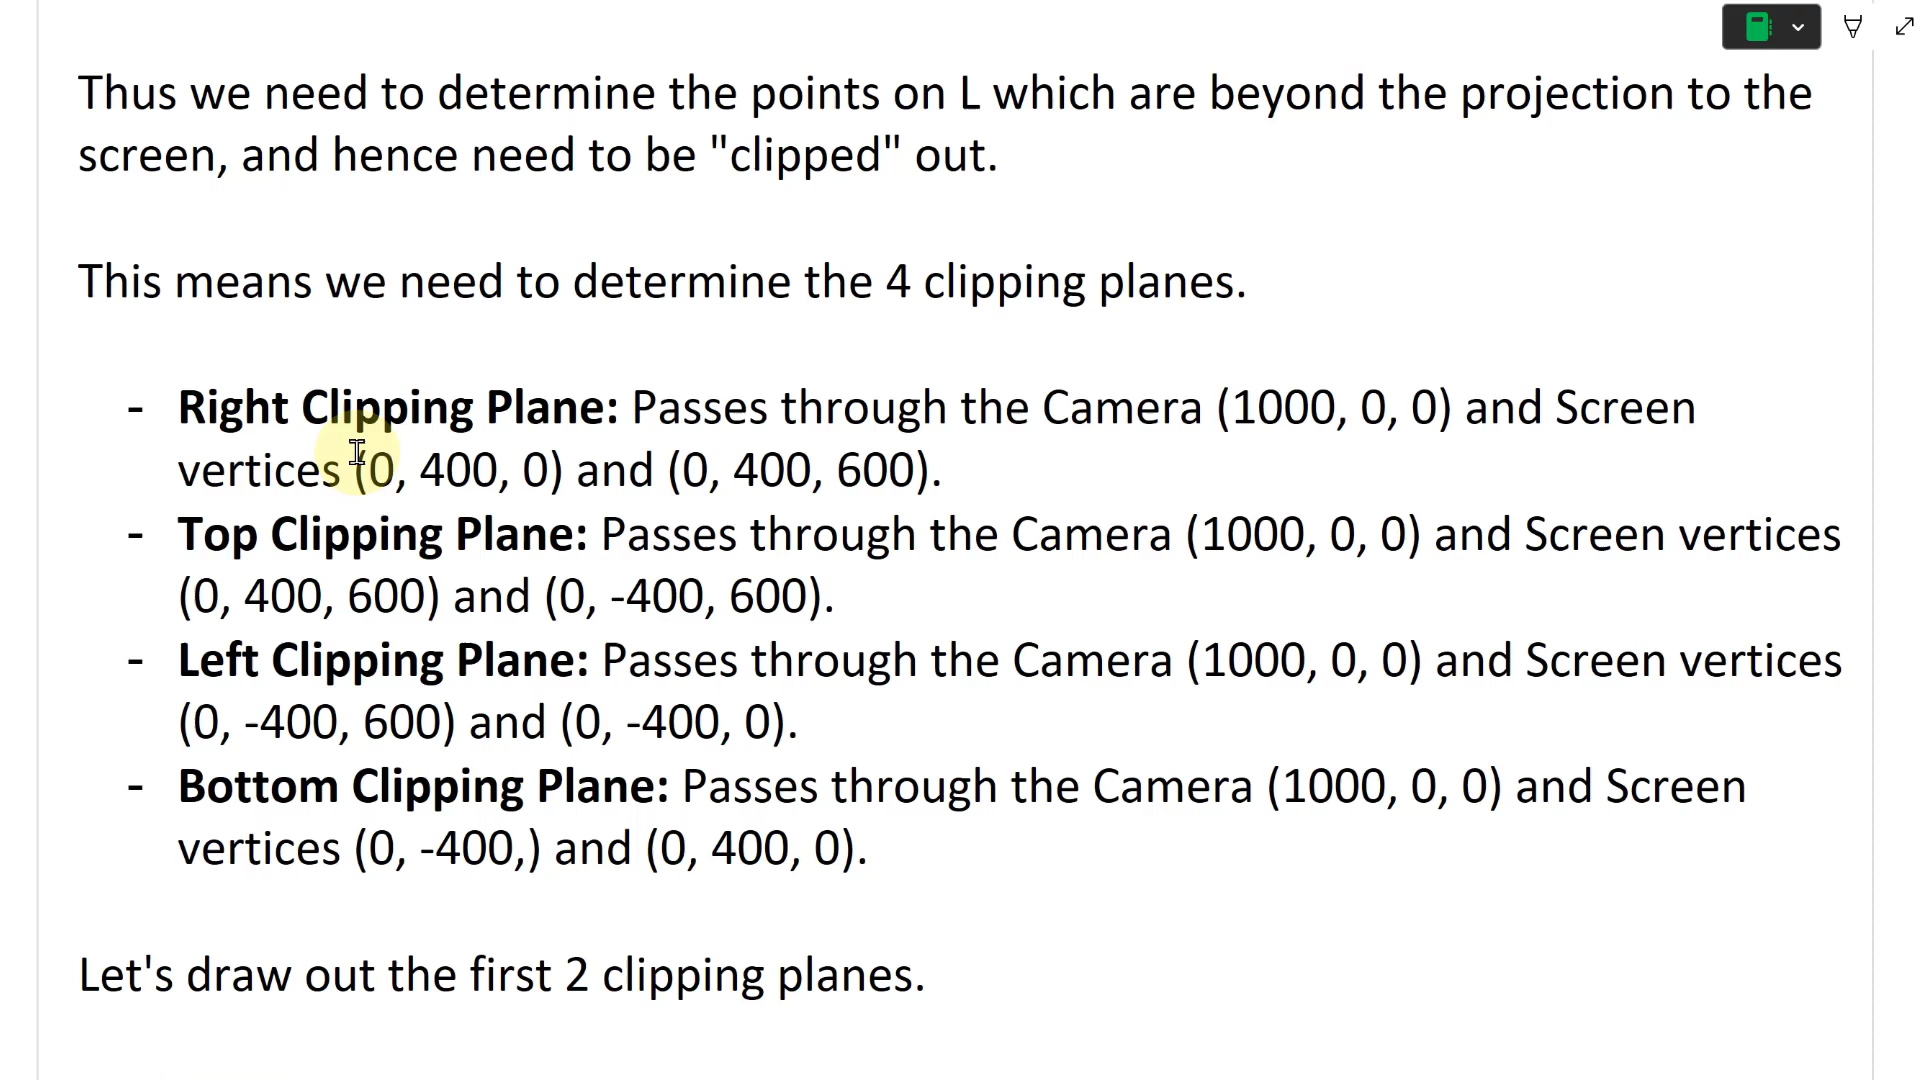 Thus we need to determine the points on L which are beyond the projection to the
screen, and hence need to be "clipped" out.
This means we need to determine the 4 clipping planes.
- Right Clipping Plane: Passes through the Camera (1000, 0, 0) and Screen
vertices (0, 400, 0) and (0, 400, 600).
- Top Clipping Plane: Passes through the Camera (1000, 0, 0) and Screen vertices
(0, 400, 600) and (0, -400, 600).
- Left Clipping Plane: Passes through the Camera (1000, 0, 0) and Screen vertices
(0, -400, 600) and (0, -400, 0).
- Bottom Clipping Plane: Passes through the Camera (1000, 0, 0) and Screen
vertices (0, -400,) and (0, 400, 0).
Let's draw out the first 2 clipping planes.